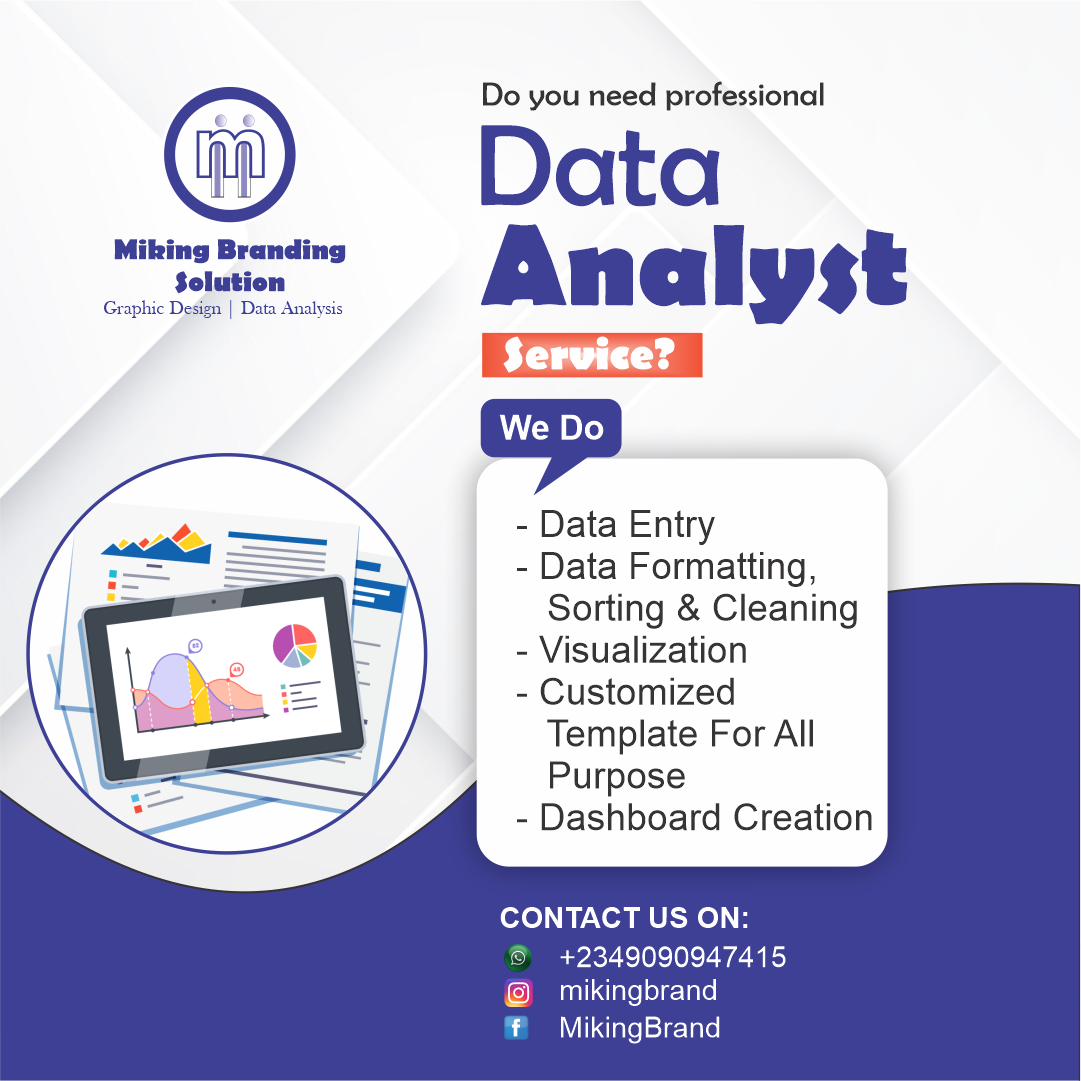 Miking Branding
Solution
Graphic Design | Data Analysis
Do you need professional
Data
Analyst
Service?
We Do
- Data Entry
- Data Formatting,
Sorting & Cleaning
- Visualization
- Customized
Template For All
Purpose
- Dashboard Creation
CONTACT US ON:
+2349090947415
mikingbrand
MikingBrand